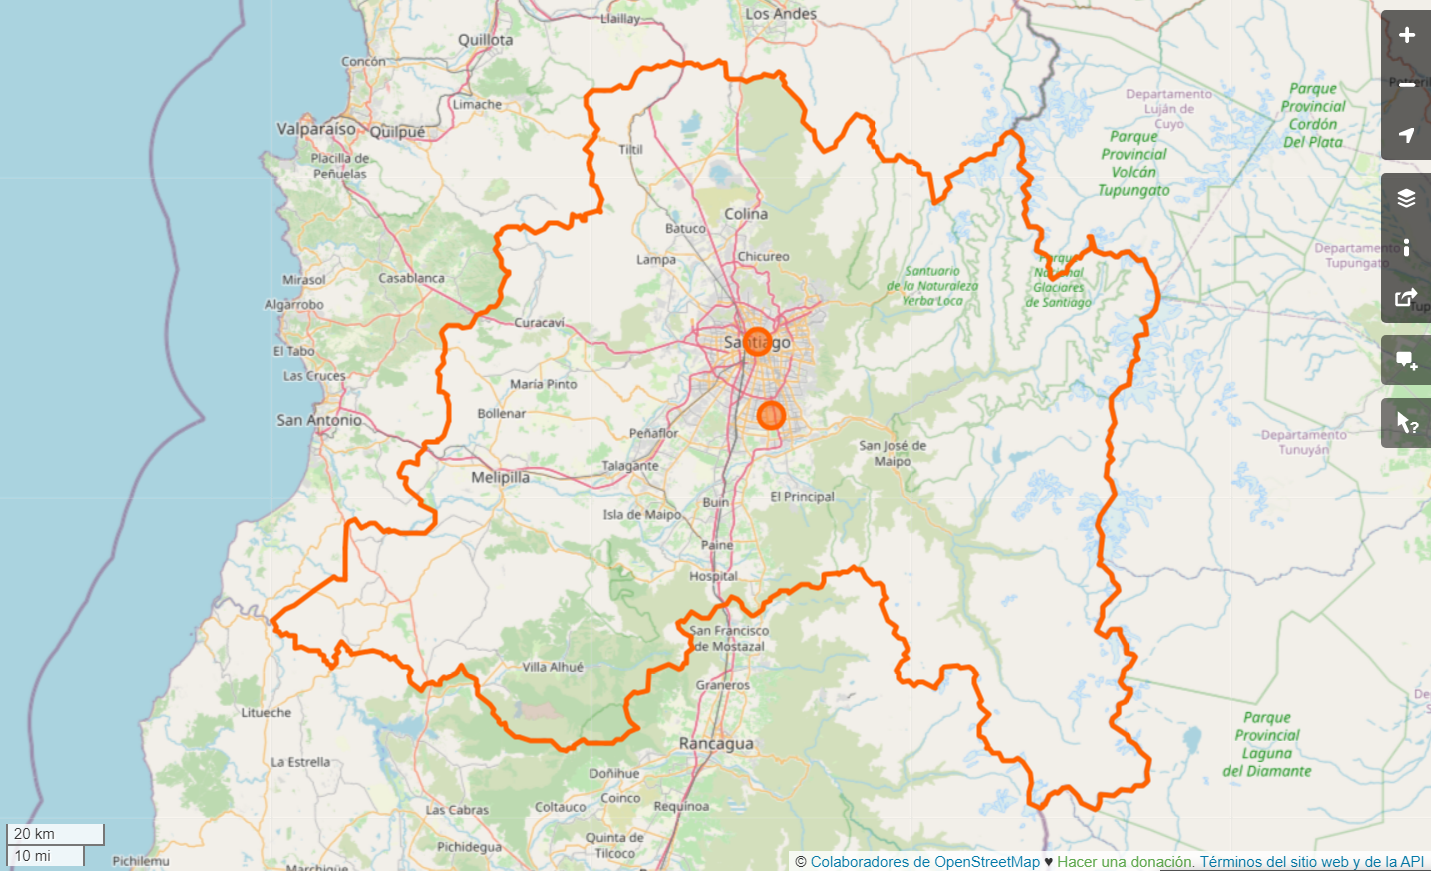 Llaillay
Los Andes
Quillota
Concón
Limache
Potreril
Departamento
Luján de
Cuyo
Parque
Provincial
Cordón
Del Plata
Valparaíso
Quilpué
Placilla de
Peñuelas
Tiltil
Parque
Provincial
Volcán
Tupungato
Colina
Batuco
Lampa
Chicureo
Departamento
Tupungato
Casablanca
Mirasol
Algarrobo
Santuario
de la Naturaleza
Yerba Loca
Parque
Nacional
Glaciares
de Santiago
Tup
Curacaví
Santiago
El Tabo
Las Cruces
María Pinto
San Antonio
Bollenar
Peñaflor
San José de
Maipo
Departamento
Tunuyán
Talagante
Melipilla
Isla de Maipo
Buin
El Principal
Paine
Hospital
San Francisco
de Mostazal
Villa Alhué
Graneros
Litueche
La Estrella
Rancagua
Parque
Provincial
Laguna
del Diamante
De
S
Doñihue
Coinco
Coltauco
Requinoa
Las Cabras
Quinta de
Tilcoco
Pichidegua
Pichilemu
Marchigüe
20 km
10 mi
© Colaboradores de OpenStreetMap ♥ Hacer una donación. Términos del sitio web y de la API